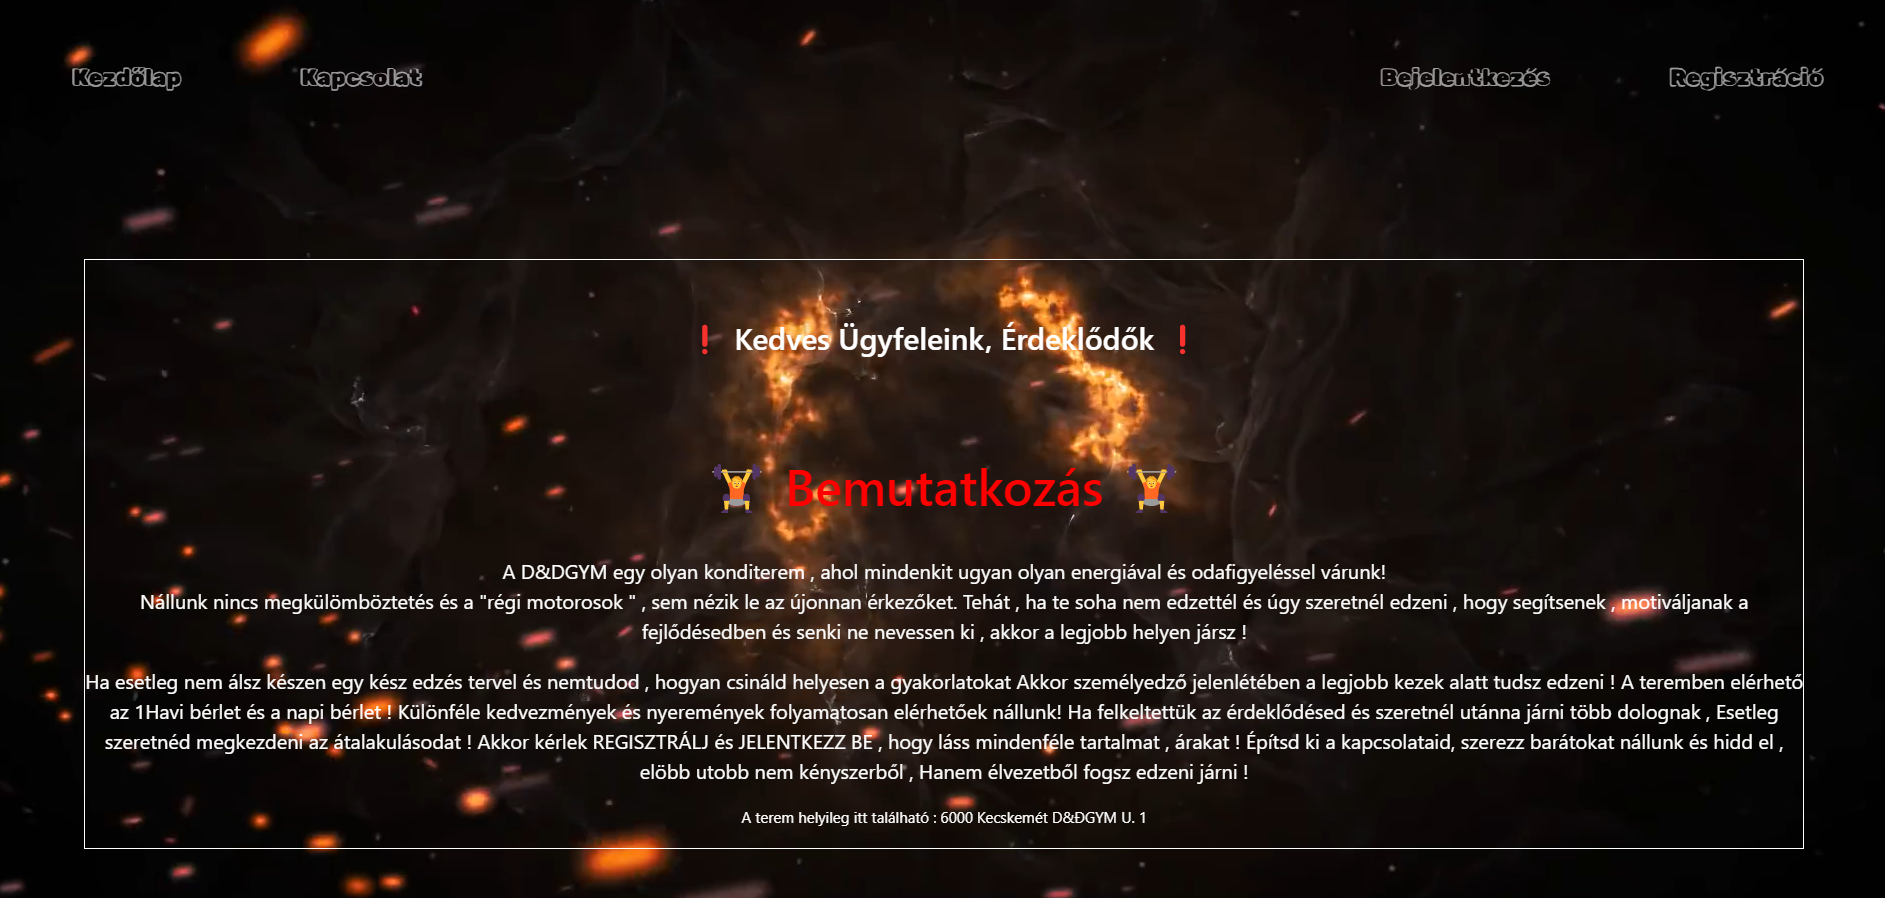 Kezdőlap Kapcsolat Bejelentkezés Regisztráció
❗ Kedves Ügyfeleink, Érdeklődők ❗
🏋 Bemutatkozás 🏋
A D&DGYM egy olyan konditerem , ahol mindenkit ugyan olyan energiával és odafigyeléssel várunk!
Nállunk nincs megkülömböztetés és a "régi motorosok " , sem nézik le az újonnan érkezőket. Tehát , ha te soha nem edzettél és úgy szeretnél edzeni , hogy segítsenek , motiváljanak a
fejlődésedben és senki ne nevessen ki , akkor a legjobb helyen jársz !
Ha esetleg nem álsz készen egy kész edzés tervel és nemtudod , hogyan csináld helyesen a gyakorlatokat Akkor személyedző jelenlétében a legjobb kezek alatt tudsz edzeni ! A teremben elérhető
az 1Havi bérlet és a napi bérlet ! Különféle kedvezmények és nyeremények folyamatosan elérhetőek nállunk! Ha felkeltettük az érdeklődésed és szeretnél utánna járni több dolognak , Esetleg
szeretnéd megkezdeni az átalakulásodat ! Akkor kérlek REGISZTRÁLJ és JELENTKEZZ BE , hogy láss mindenféle tartalmat , árakat ! Építsd ki a kapcsolataid, szerezz barátokat nállunk és hidd el ,
elöbb utobb nem kényszerből , Hanem élvezetből fogsz edzeni járni !
A terem helyileg itt található : 6000 Kecskemét D&ĐGYM U. 1